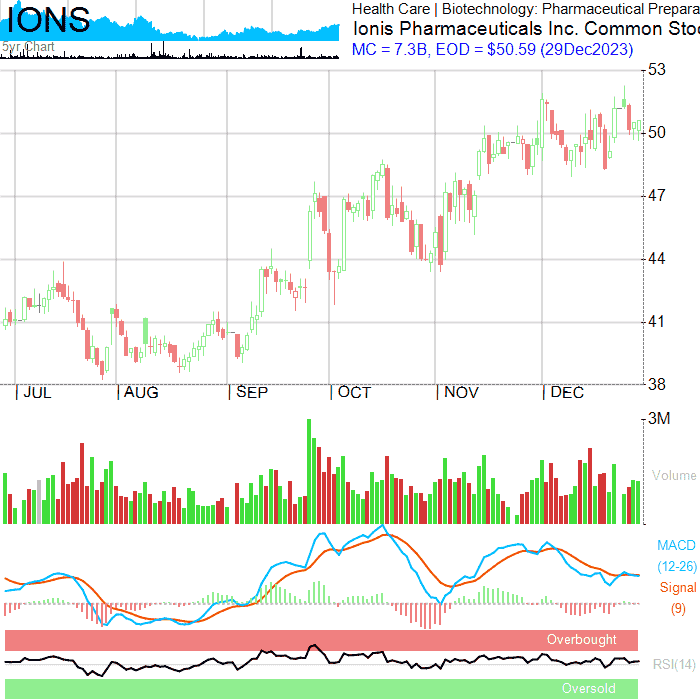 IONS
5yr Chart
Health Care | Biotechnology: Pharmaceutical Prepara
Ionis Pharmaceuticals Inc. Common Stoc
MC = 7.3B, EOD = $50.59 (29Dec2023)
53
50
47
44
41
38
| JUL | AUG | SEP | OCT | NOV | DEC
3M
Volume
MACD
(12-26)
Signal
(9)
Overbought
RSI(14)
Oversold